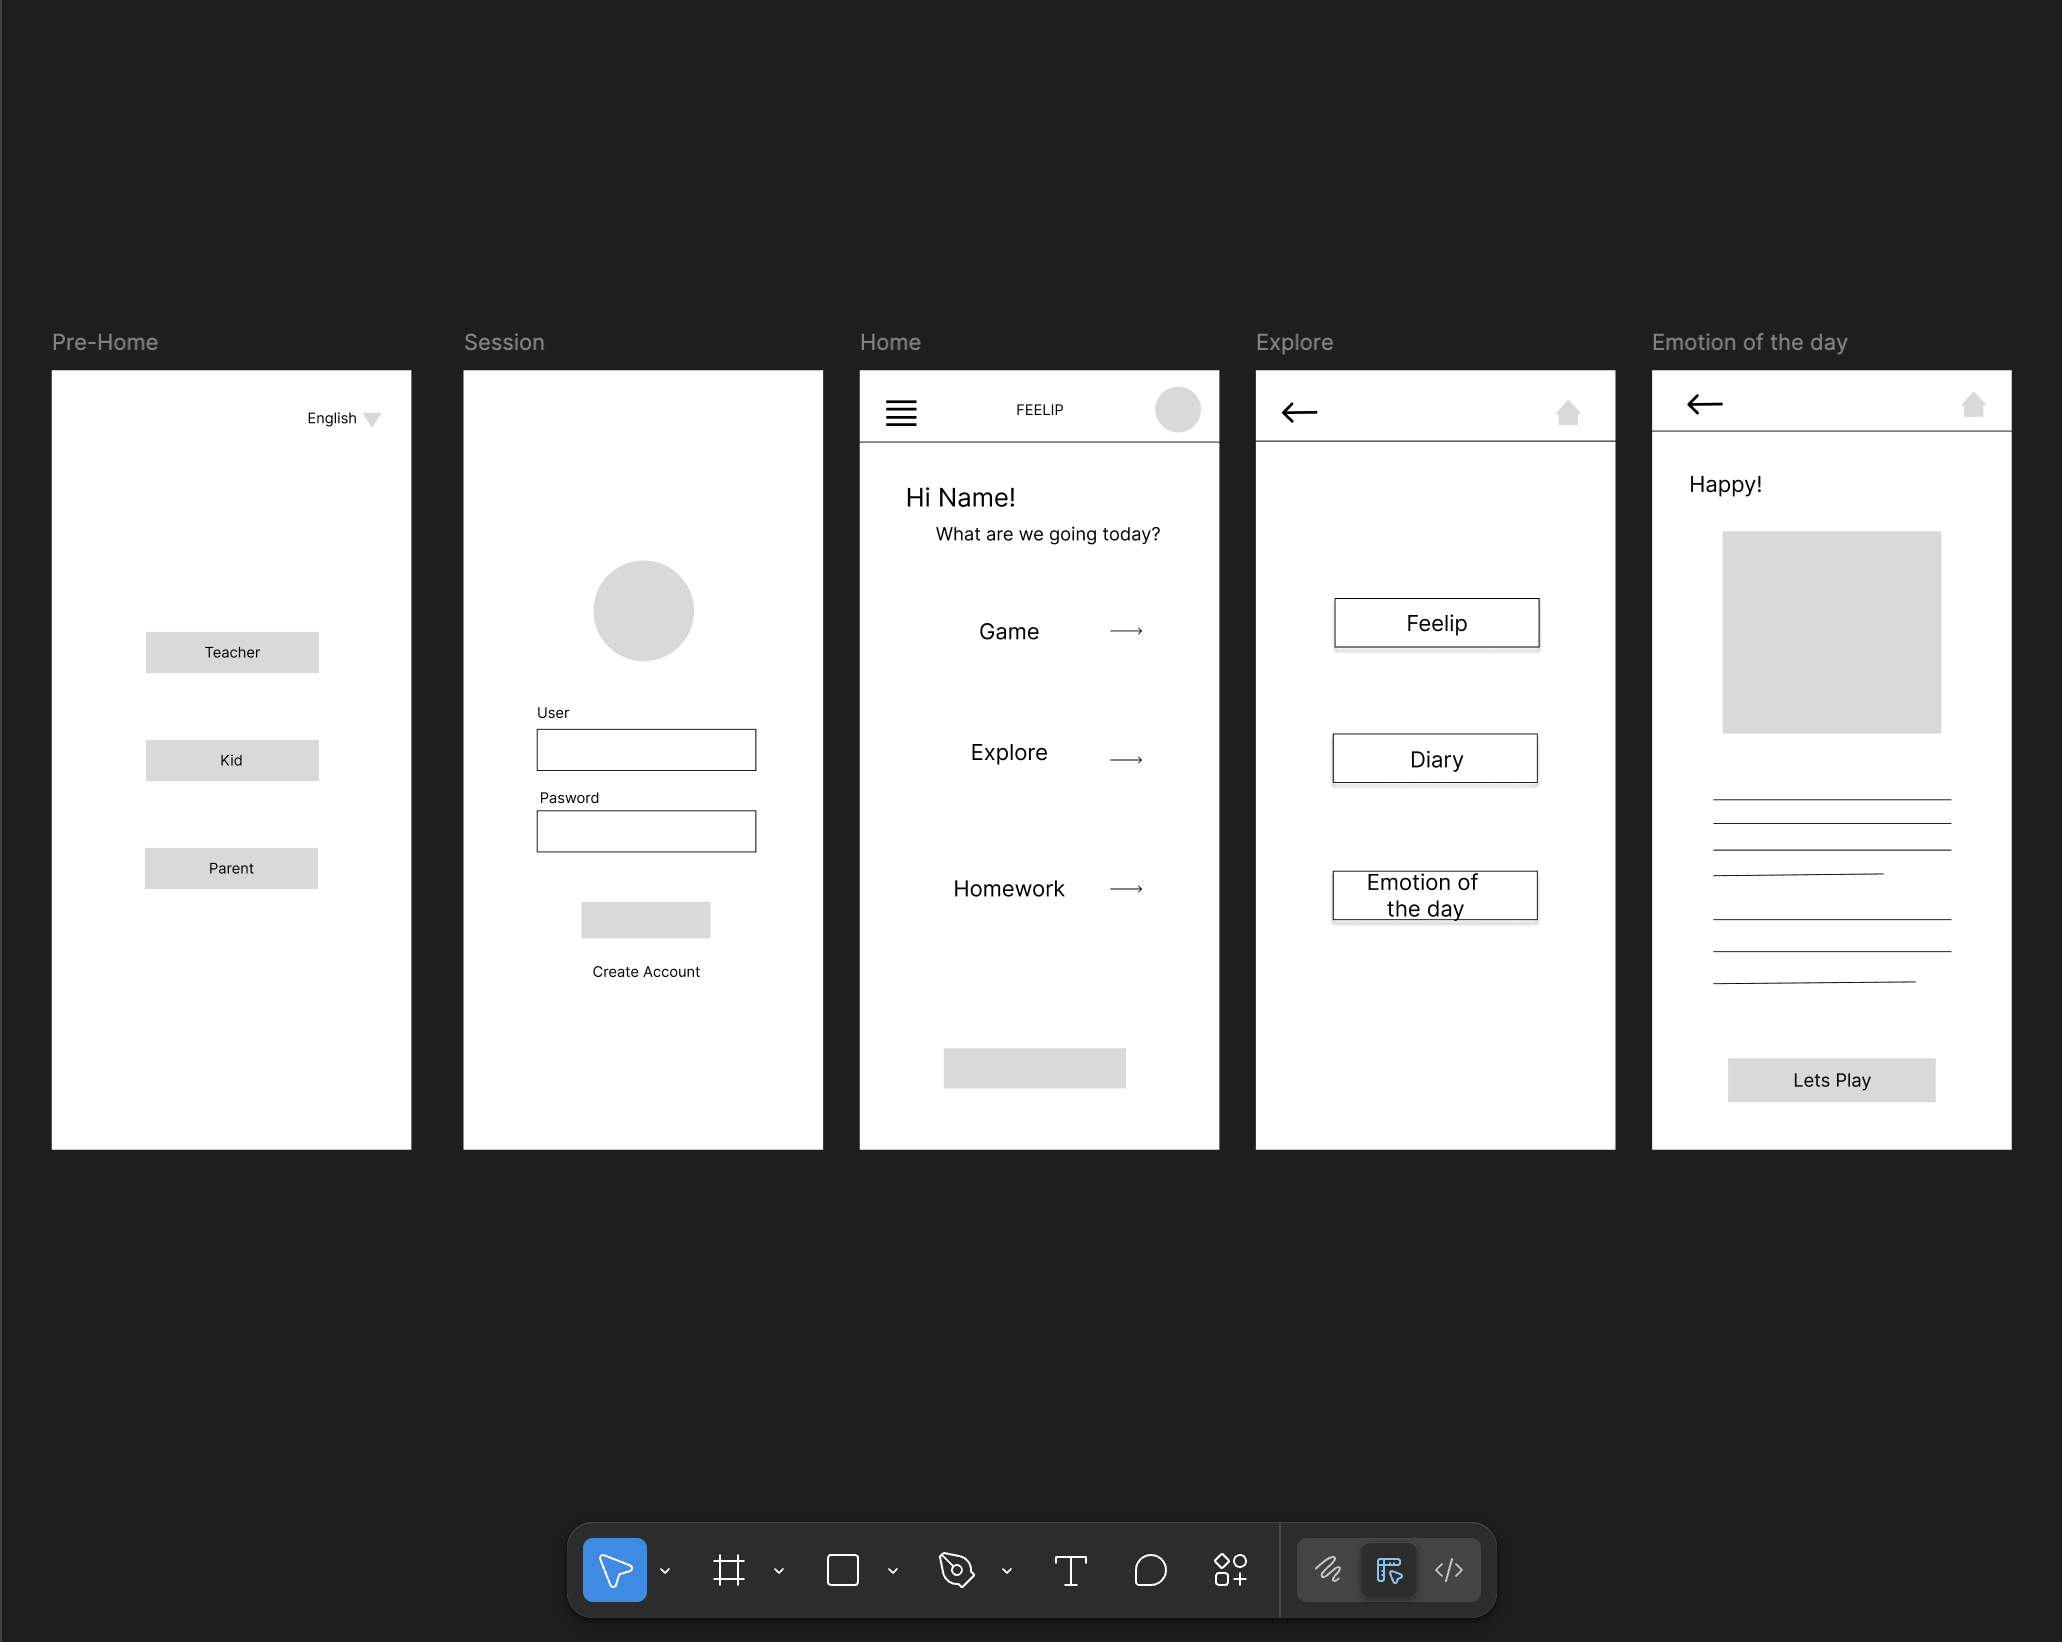 Pre-Home
English
Teacher
Kid
Parent
Session
User
Pasword
Create Account
Home
FEELIP
Hi Name!
What are we going today?
Game
Explore
Homework
Explore
Feelip
Diary
Emotion of
the day
Emotion of the day
Happy!
Lets Play